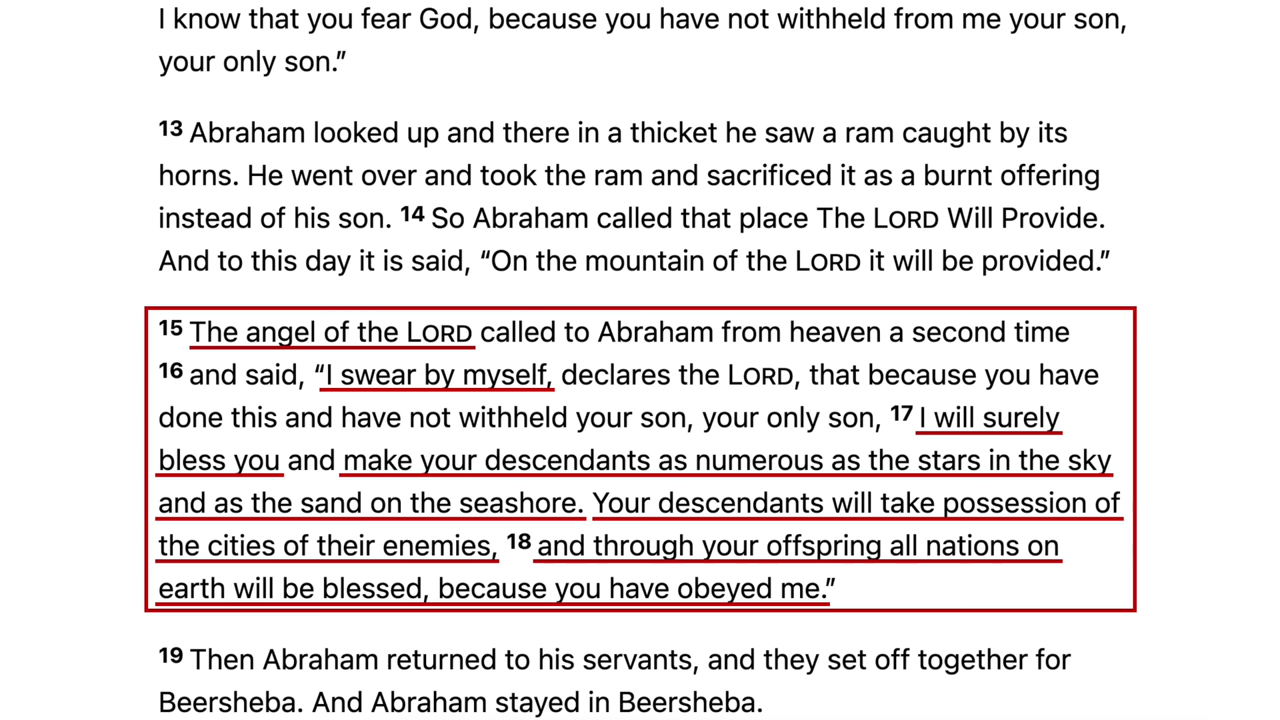 I know that you fear God, because you have not withheld from me your son,
your only son.”
13 Abraham looked up and there in a thicket he saw a ram caught by its
horns. He went over and took the ram and sacrificed it as a burnt offering
instead of his son. 14 So Abraham called that place The LORD Will Provide.
And to this day it is said, “On the mountain of the LORD it will be provided.”
15 The angel of the LORD called to Abraham from heaven a second time
16 and said, “I swear by myself, declares the LORD, that because you have
done this and have not withheld your son, your only son, 17 I will surely
bless you and make your descendants as numerous as the stars in the sky
and as the sand on the seashore. Your descendants will take possession of
the cities of their enemies, 18 and through your offspring all nations on
earth will be blessed, because you have obeyed me.”
19 Then Abraham returned to his servants, and they set off together for
Beersheba. And Abraham stayed in Beersheba.